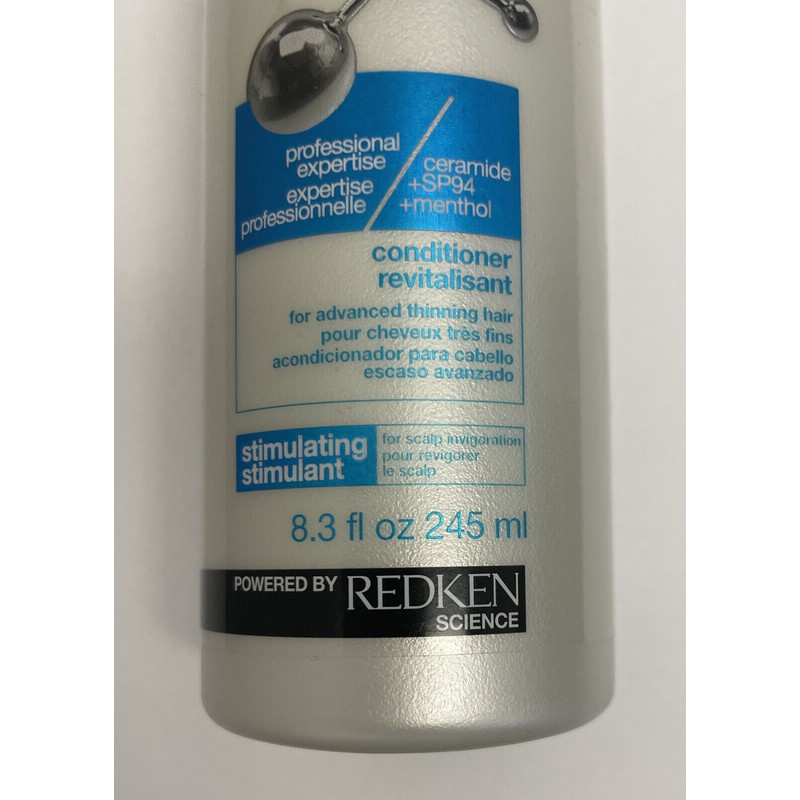 professional
expertise
expertise
professionnelle
ceramide
+SP94
+menthol
conditioner
revitalisant
for advanced thinning hair
pour cheveux très fins
acondicionador para cabello
escaso avanzado
stimulating
stimulant
for scalp invigoration
pour revigorer
le scalp
8.3 fl oz 245 ml
POWERED BY REDKEN
SCIENCE